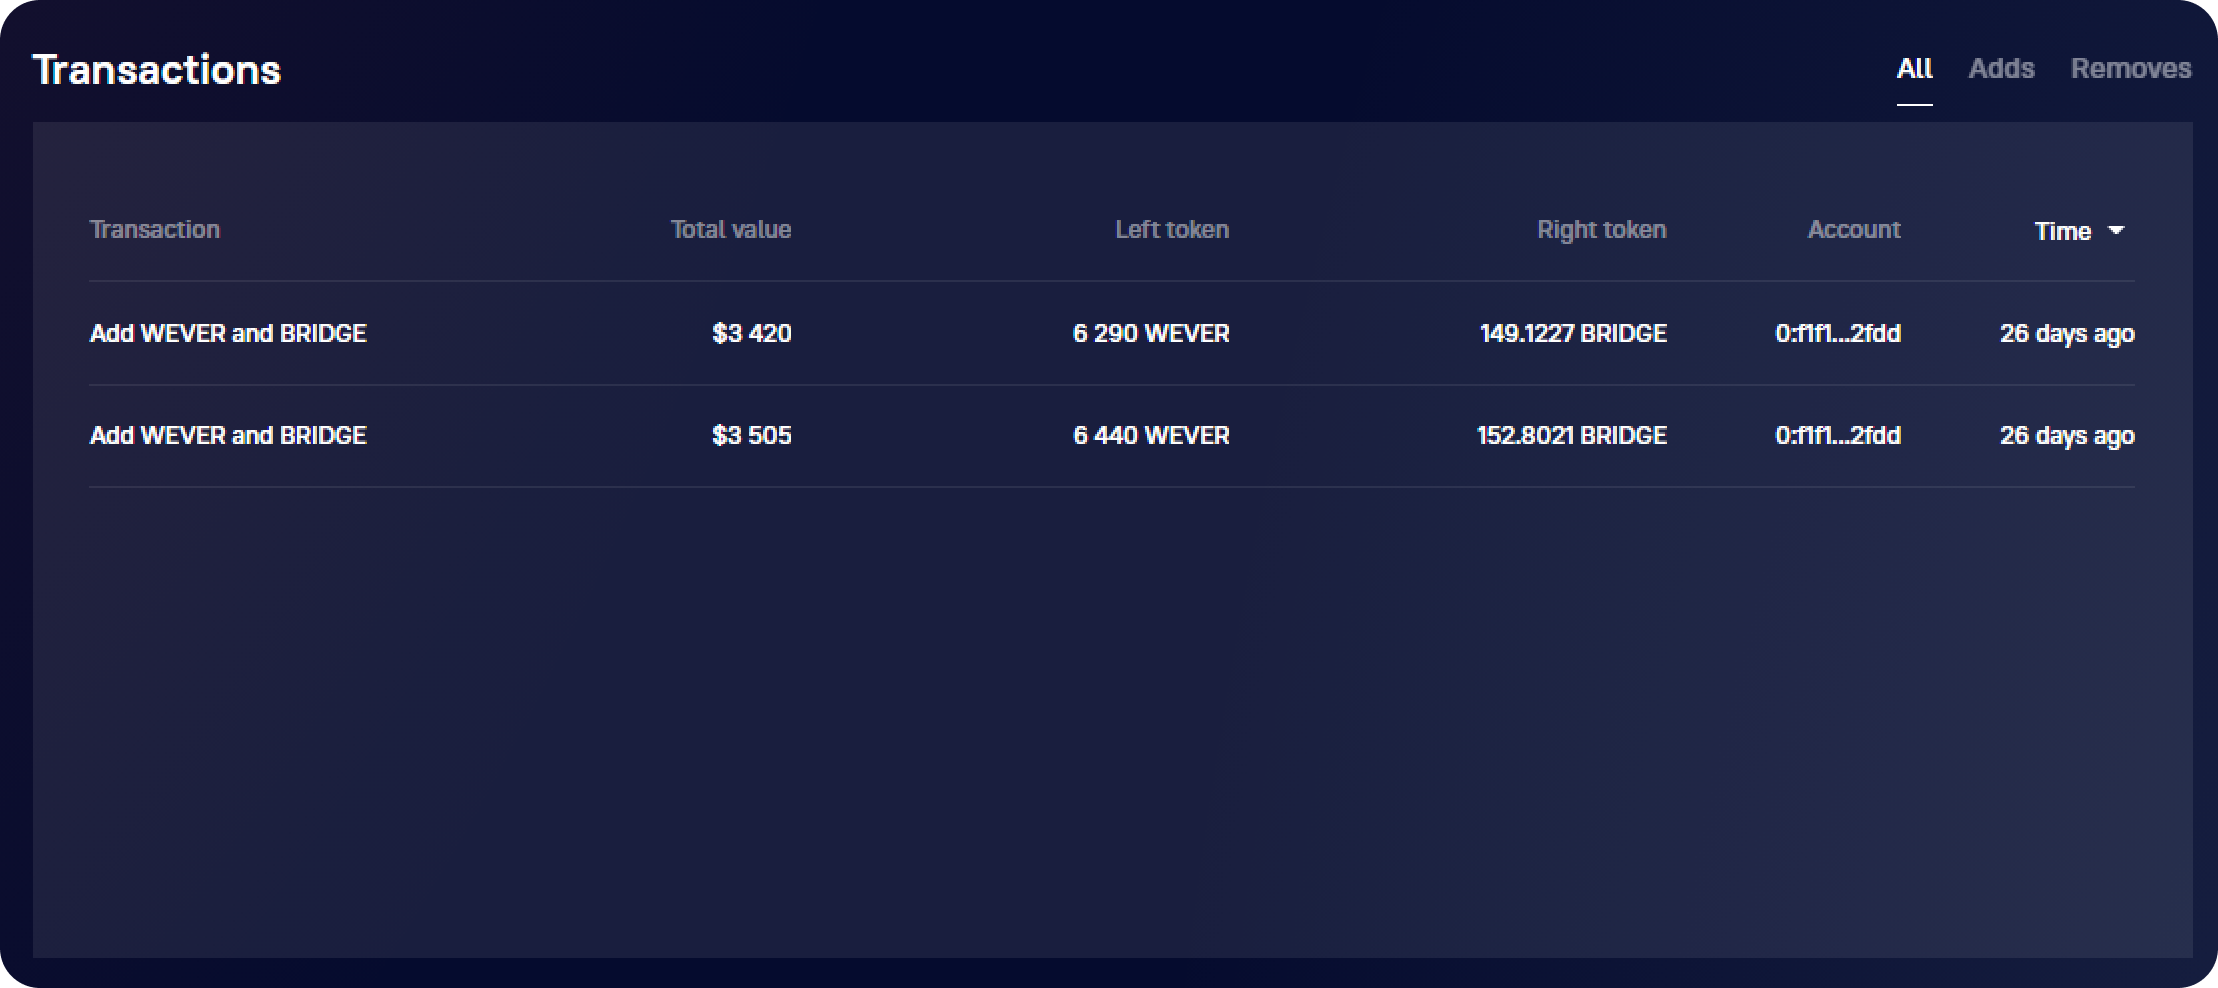 Transactions
All Adds Removes
Transaction Total value Left token Right token Account Time
Add WEVER and BRIDGE $3 420 6 290 WEVER 149.1227 BRIDGE 0:f1f1...2fdd 26 days ago
Add WEVER and BRIDGE $3 505 6 440 WEVER 152.8021 BRIDGE 0:f1f1...2fdd 26 days ago